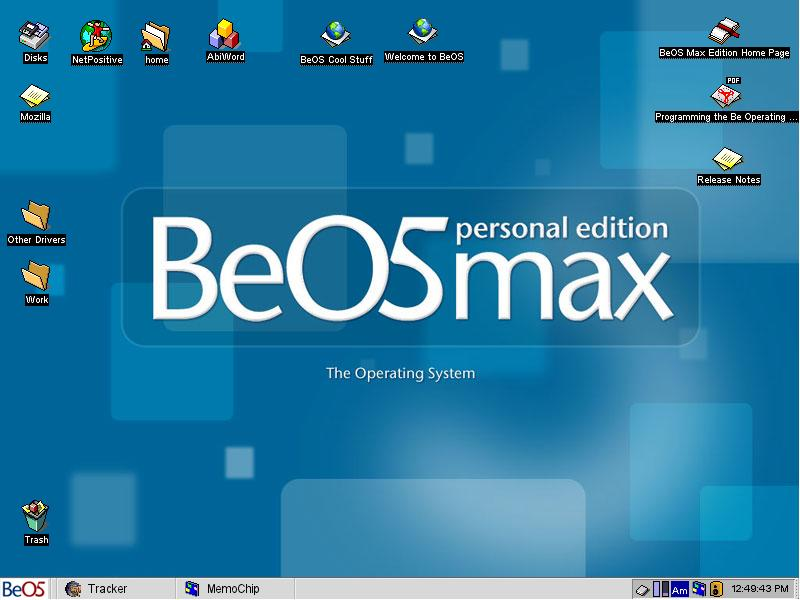 Disks
NetPositive
home
AbiWord
BeOS Cool Stuff
Welcome to BeOS
BeOS Max Edition Home Page
Mozilla
PDF
Programming the Be Operating ...
Release Notes
Other Drivers
Work
personal edition
BeO5max
The Operating System
Trash
BeOS
Tracker
MemoChip
Am
12:49:43 PM